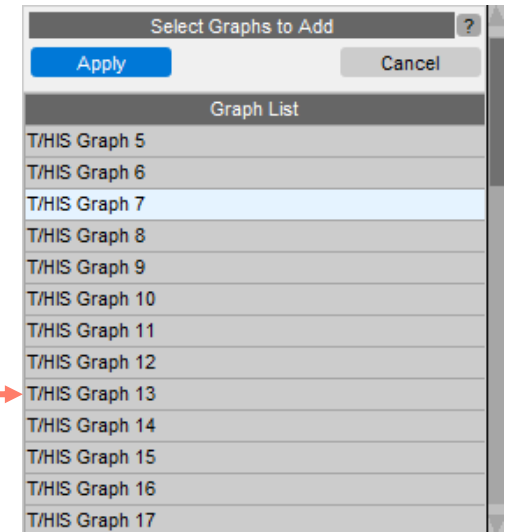 Select Graphs to Add ?
Apply Cancel
Graph List
T/HIS Graph 5
T/HIS Graph 6
T/HIS Graph 7
T/HIS Graph 8
T/HIS Graph 9
T/HIS Graph 10
T/HIS Graph 11
T/HIS Graph 12
T/HIS Graph 13
T/HIS Graph 14
T/HIS Graph 15
T/HIS Graph 16
T/HIS Graph 17